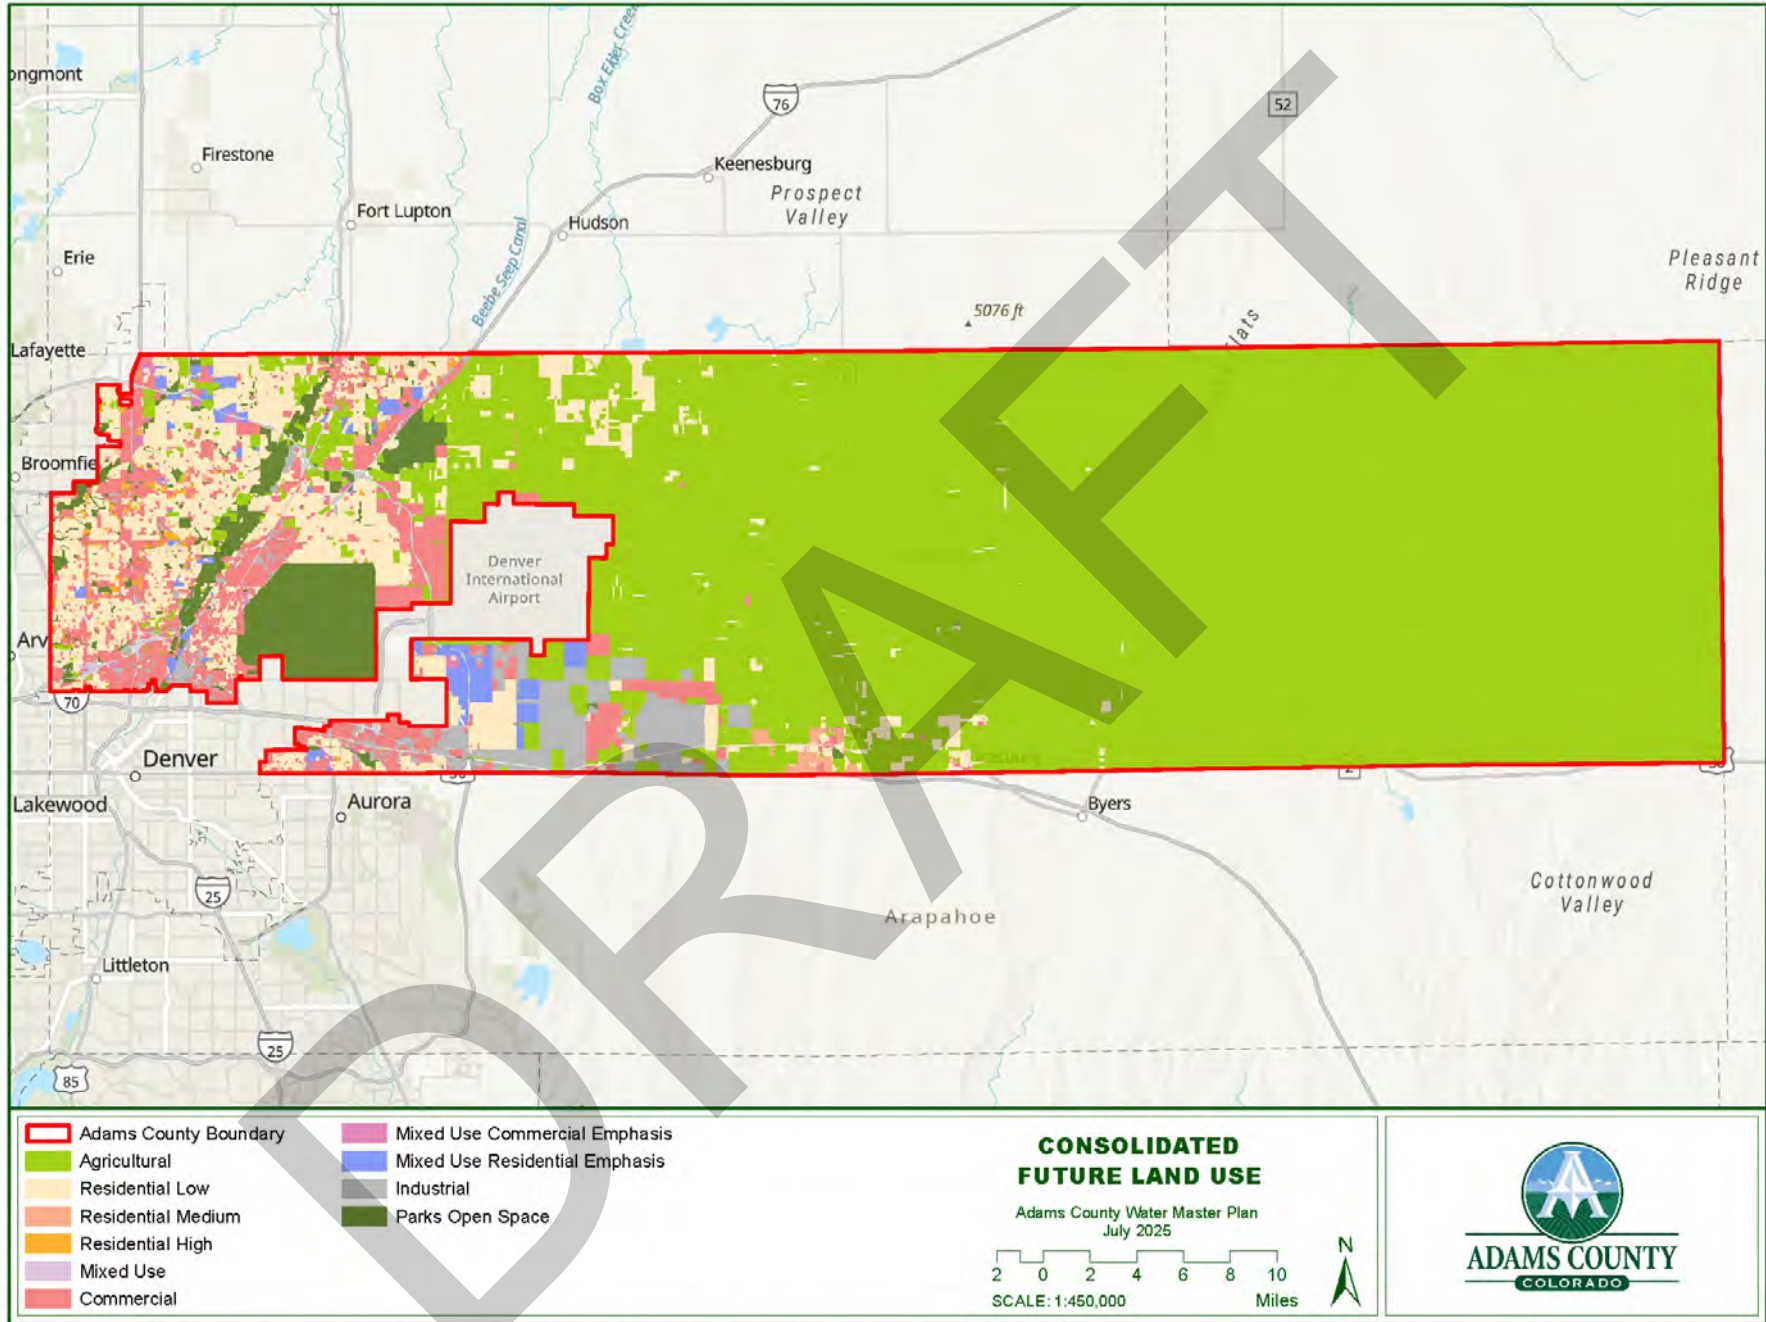 Box Elder Creek
ongmont
76
52
Firestone
Keenesburg
Prospect
Valley
Fort Lupton
Hudson
Beebe Seep Canal
Erie
Pleasant
Ridge
5076 ft
Flats
Lafayette
Broomfie
Denver
International
Airport
Arv
70
Denver
36
2
36
Lakewood
Aurora
Byers
25
Cottonwood
Valley
Arapahoe
Littleton
25
85
DRAFT
Adams County Boundary
Agricultural
Residential Low
Residential Medium
Residential High
Mixed Use
Commercial
Mixed Use Commercial Emphasis
Mixed Use Residential Emphasis
Industrial
Parks Open Space
CONSOLIDATED
FUTURE LAND USE
Adams County Water Master Plan
July 2025
2 0 2 4 6 8 10
SCALE: 1:450,000 Miles
N
ADAMS COUNTY
COLORADO